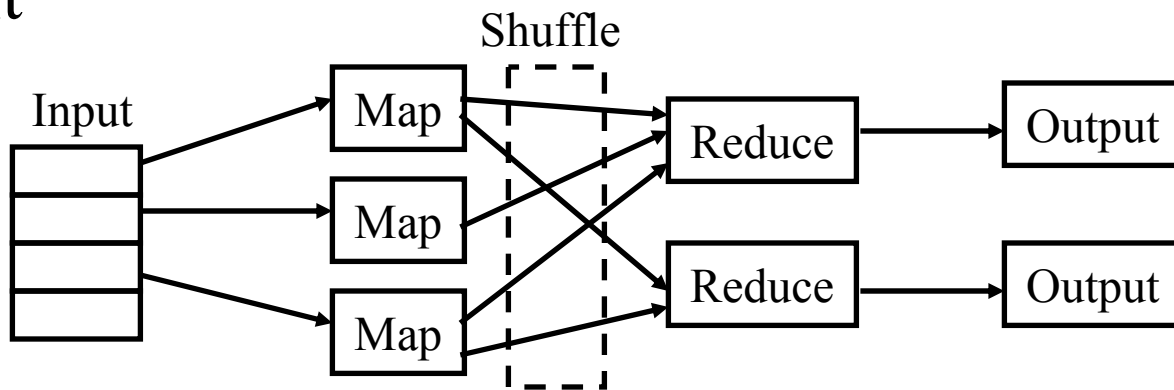 Shuffle
Input
Map
Map
Map
Reduce
Reduce
Output
Output